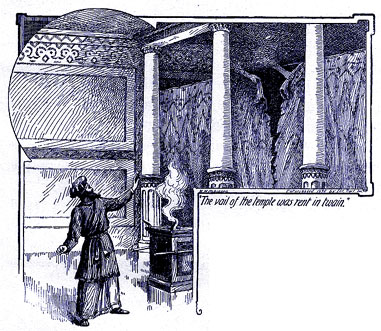 "The vail of the temple was rent in twain."